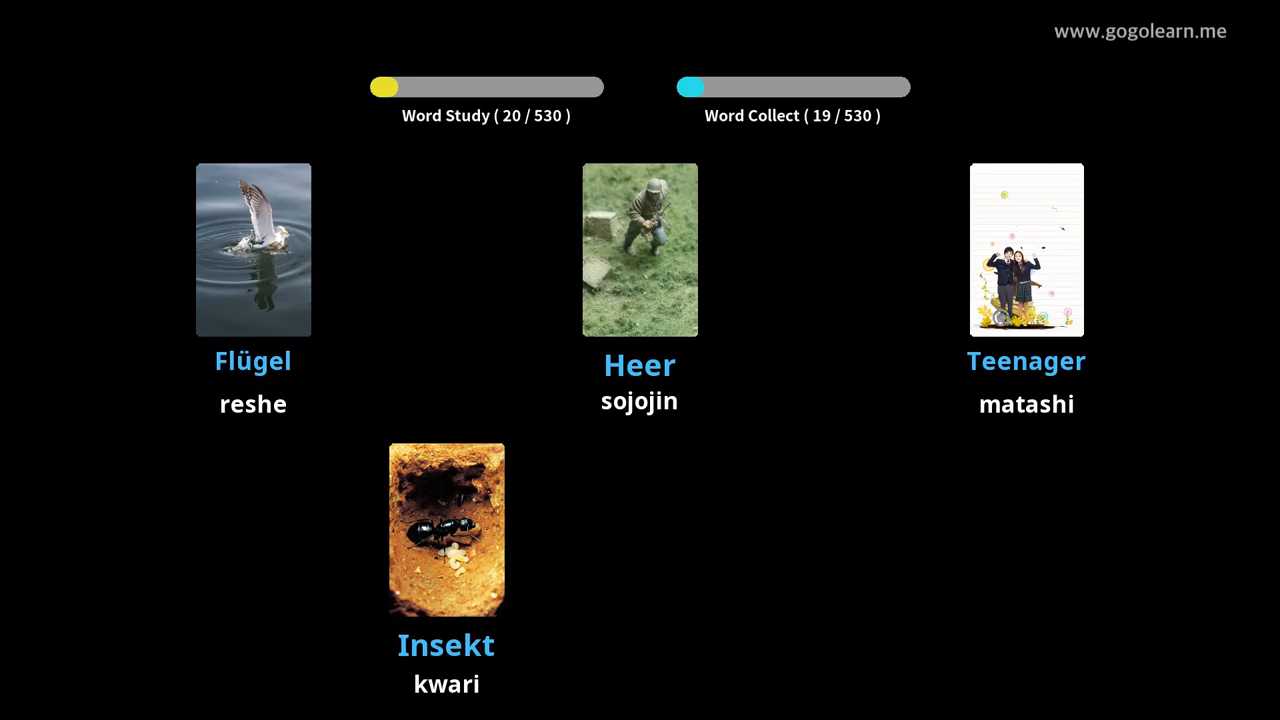 www.gogolearn.me
Word Study ( 20 / 530 )
Word Collect ( 19 / 530 )
Flügel
reshe
Heer
sojojin
Teenager
matashi
Insekt
kwari